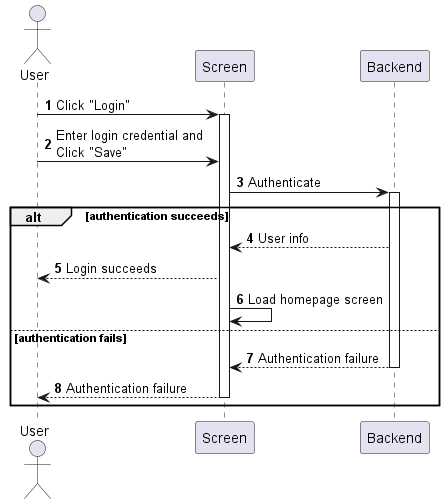 User
Screen
Backend
1 Click "Login"
Enter login credential and
2 Click "Save"
3 Authenticate
alt [authentication succeeds]
4 User info
5 Login succeeds
6 Load homepage screen
[authentication fails]
7 Authentication failure
8 Authentication failure
User
Screen
Backend